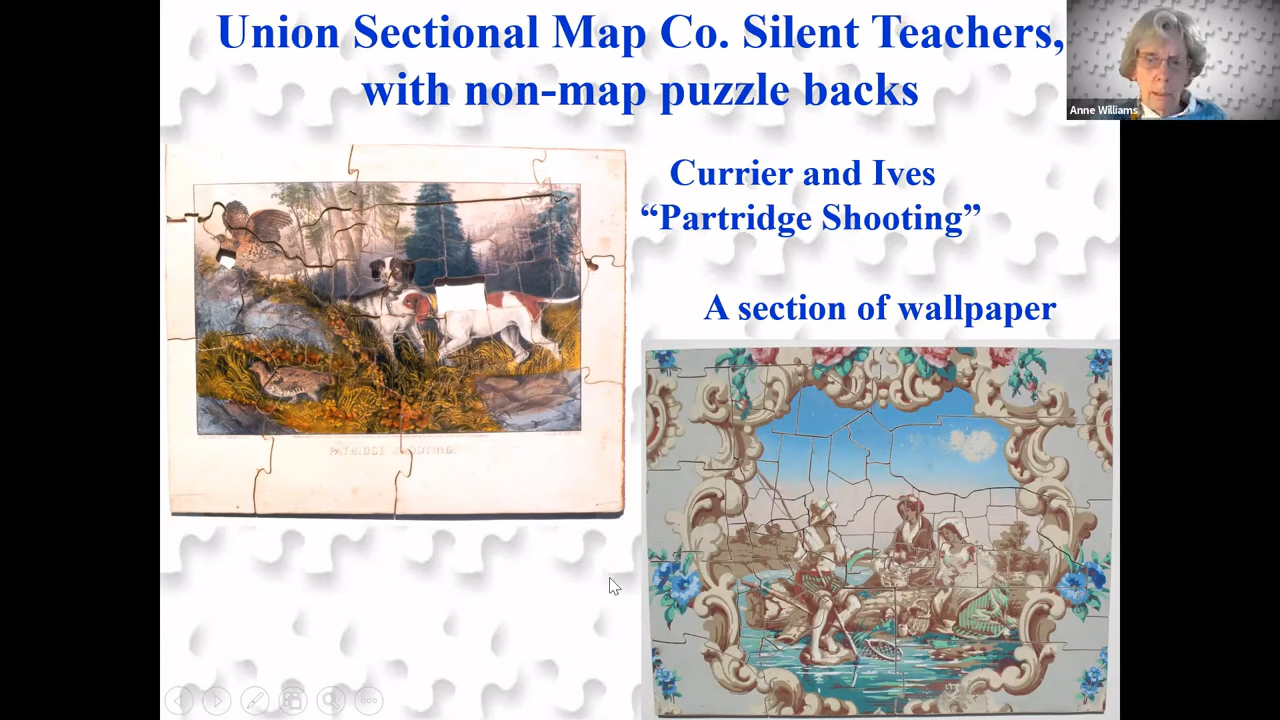 Union Sectional Map Co. Silent Teachers,
with non-map puzzle backs
Anne Williams
Currier and Ives
“Partridge Shooting”
A section of wallpaper